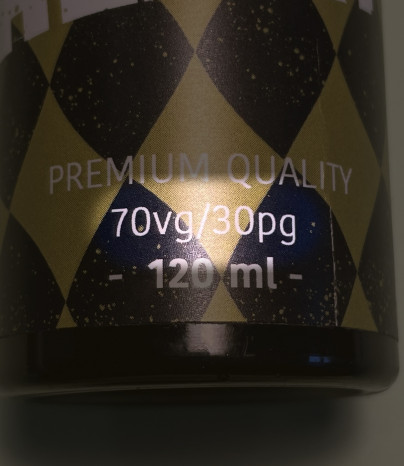 PREMIUM QUALITY
70vg/30pg
- 120 ml -